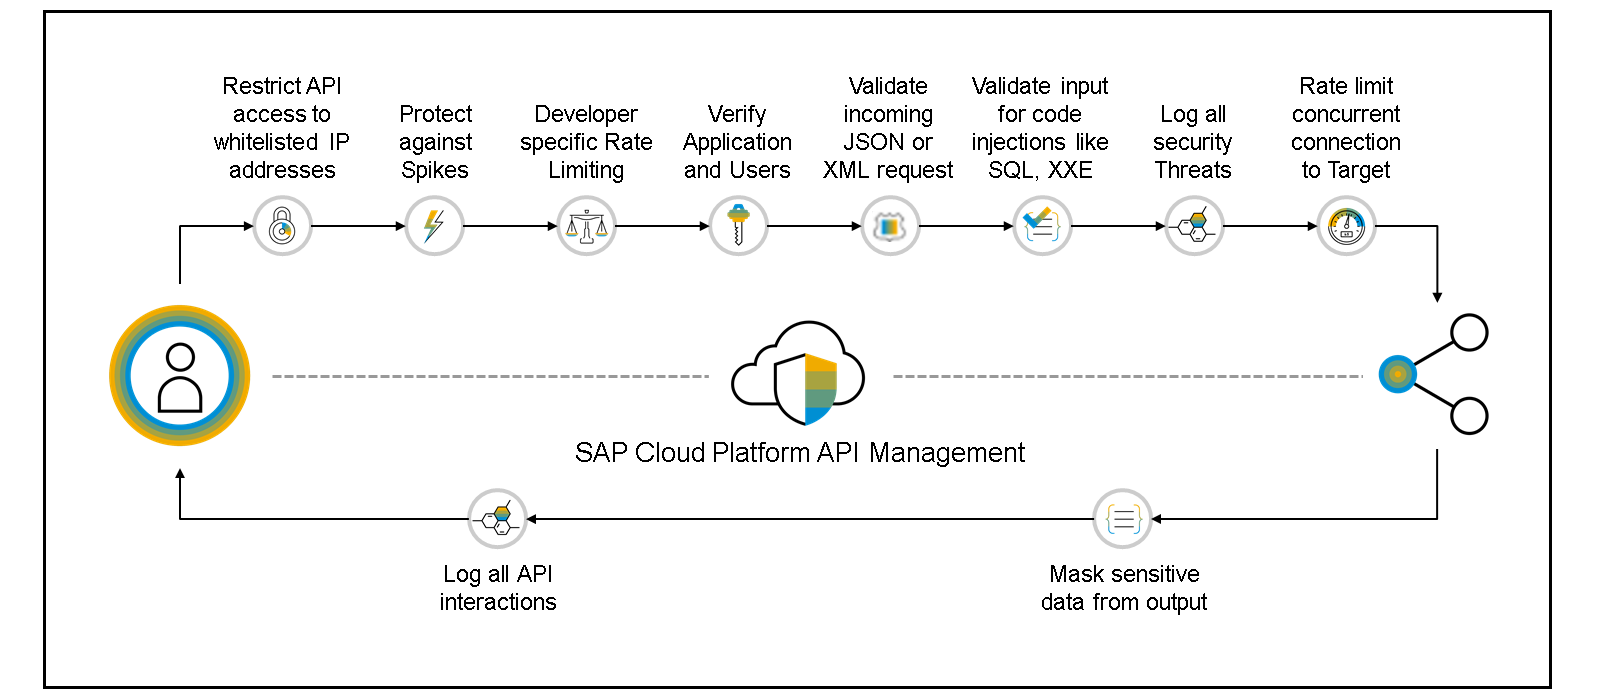 Restrict API
access to
whitelisted IP
addresses
Protect
against
Spikes
Developer
specific Rate
Limiting
Verify
Application
and Users
Validate
incoming
JSON or
XML request
Validate input
for code
injections like
SQL, XXE
Log all
security
Threats
Rate limit
concurrent
connection
to Target
SAP Cloud Platform API Management
Log all API
interactions
Mask sensitive
data from output